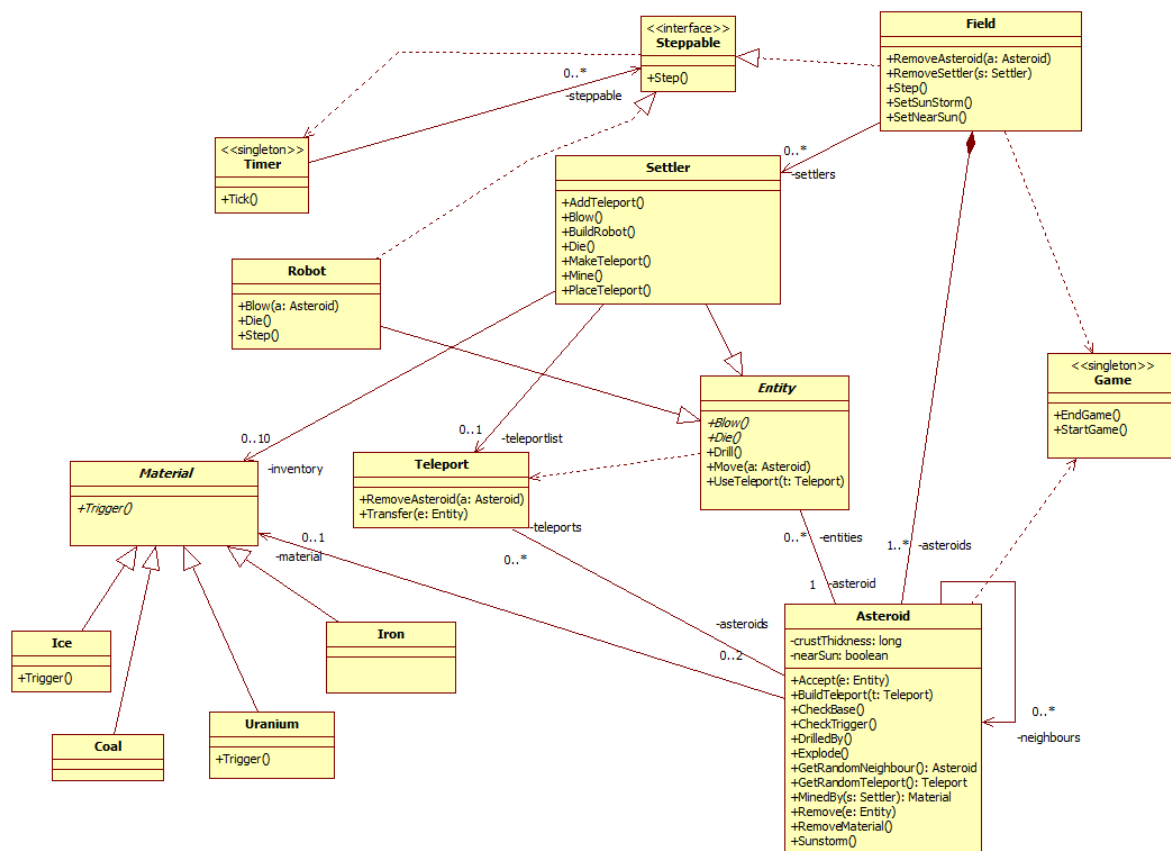 <<interface>>
Steppable
+Step()
Field
+RemoveAsteroid(a: Asteroid)
+RemoveSettler(s: Settler)
+Step()
+SetSunStorm()
+SetNearSun()
0..*
-steppable
<<singleton>>
Timer
+Tick()
0..*
-settlers
Settler
+AddTeleport()
+Blow()
+BuildRobot()
+Die()
+MakeTeleport()
+Mine()
+PlaceTeleport()
Robot
+Blow(a: Asteroid)
+Die()
+Step()
<<singleton>>
Game
+EndGame()
+StartGame()
Entity
+Blow()
+Die()
+Drill()
+Move(a: Asteroid)
+UseTeleport(t: Teleport)
0..10
-inventory
0..1
-teleportlist
Material
+Trigger()
Teleport
+RemoveAsteroid(a: Asteroid)
+Transfer(e: Entity)
-teleports
0..*
0..1
-material
0..*
-entities
1
-asteroid
1..*
-asteroids
-asteroids
0..2
Asteroid
-crustThickness: long
-nearSun: boolean
+Accept(e: Entity)
+BuildTeleport(t: Teleport)
+CheckBase()
+CheckTrigger()
+DrilledBy()
+Explode()
+GetRandomNeighbour(): Asteroid
+GetRandomTeleport(): Teleport
+MinedBy(s: Settler): Material
+Remove(e: Entity)
+RemoveMaterial()
+Sunstorm()
0..*
-neighbours
Ice
+Trigger()
Iron
Coal
Uranium
+Trigger()